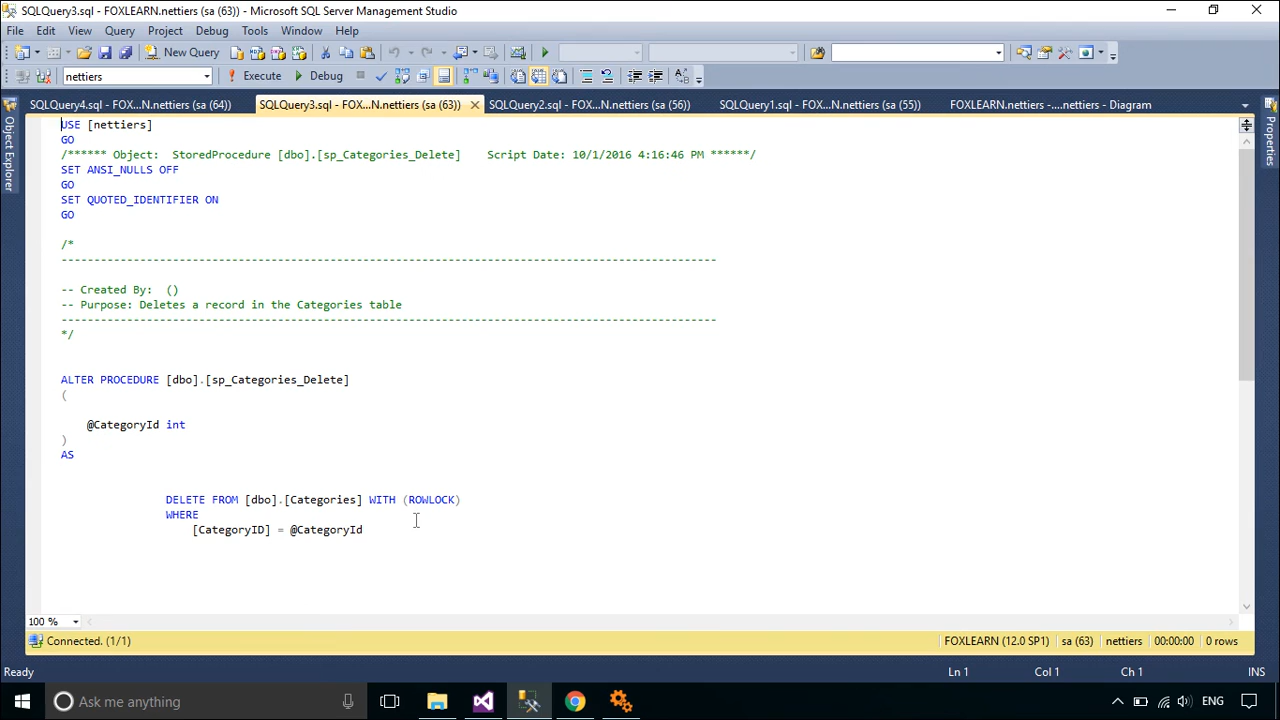 SQLQuery3.sql - FOXLEARN.nettiers (sa (63)) - Microsoft SQL Server Management Studio
File Edit View Query Project Debug Tools Window Help
New Query
nettiers Execute Debug
SQLQuery4.sql - FOX...N.nettiers (sa (64)) SQLQuery3.sql - FOX...N.nettiers (sa (63)) SQLQuery2.sql - FOX...N.nettiers (sa (56)) SQLQuery1.sql - FOX...N.nettiers (sa (55)) FOXLEARN.nettiers -....nettiers - Diagram
Object Explorer
Properties
USE [nettiers]
GO
/****** Object:  StoredProcedure [dbo].[sp_Categories_Delete]    Script Date: 10/1/2016 4:16:46 PM ******/
SET ANSI_NULLS OFF
GO
SET QUOTED_IDENTIFIER ON
GO
/*
----------------------------------------------------------------------------------------------------
-- Created By:  ()
-- Purpose: Deletes a record in the Categories table
----------------------------------------------------------------------------------------------------
*/
ALTER PROCEDURE [dbo].[sp_Categories_Delete]
(
@CategoryId int
)
AS
DELETE FROM [dbo].[Categories] WITH (ROWLOCK)
WHERE
[CategoryID] = @CategoryId
100 %
Connected. (1/1) FOXLEARN (12.0 SP1) sa (63) nettiers 00:00:00 0 rows
Ready Ln 1 Col 1 Ch 1 INS
Ask me anything ENG